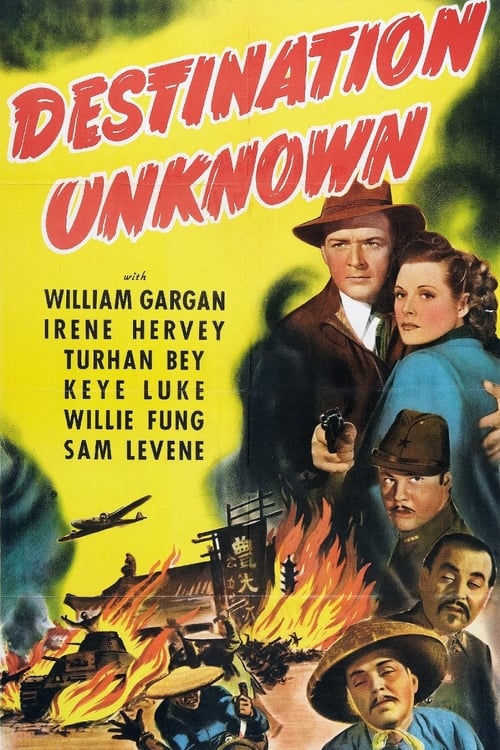 DESTINATION
UNKNOWN
with
WILLIAM GARGAN
IRENE HERVEY
TURHAN BEY
KEYE LUKE
WILLIE FUNG
SAM LEVENE